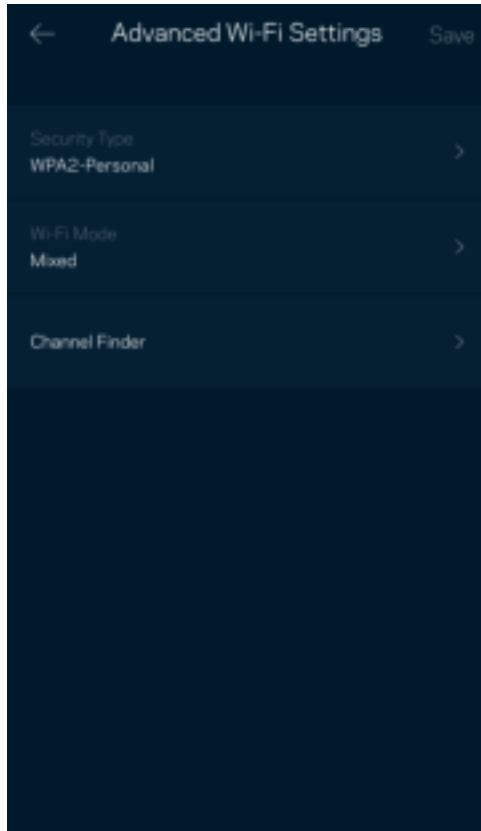 Advanced Wi-Fi Settings Save
Security Type
WPA2-Personal
Wi-Fi Mode
Mixed
Channel Finder